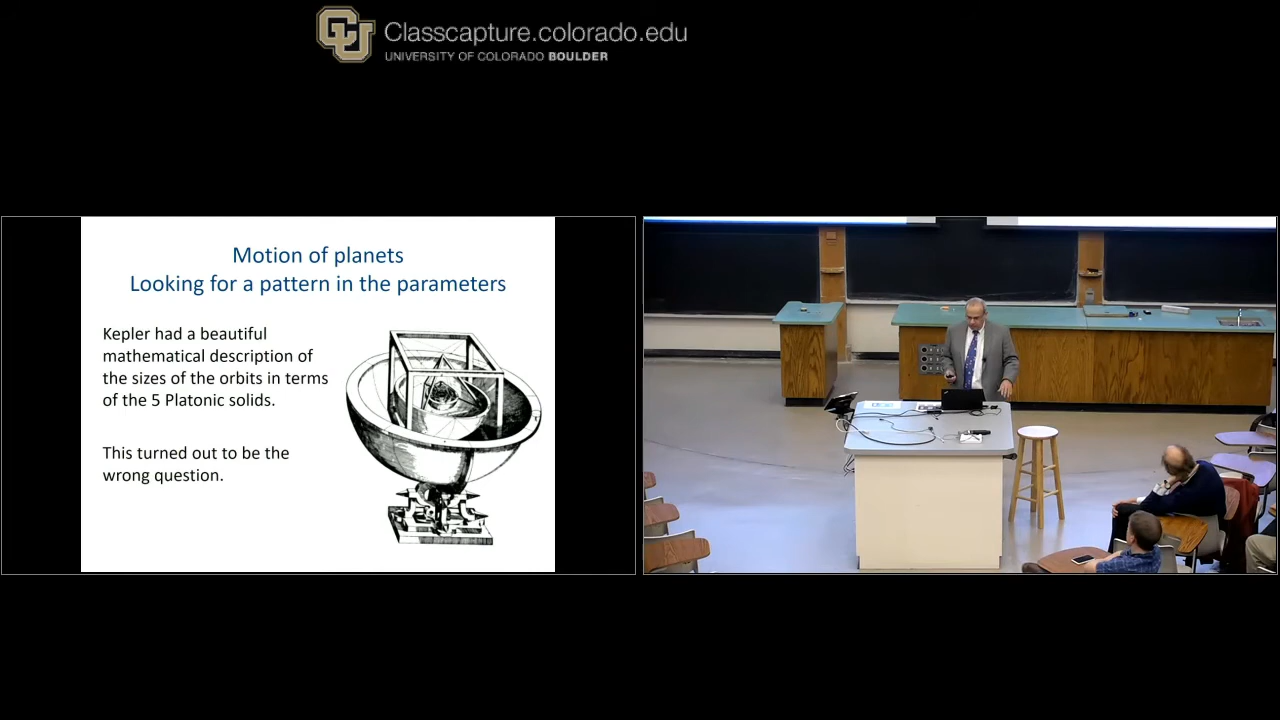 Classcapture.colorado.edu
UNIVERSITY OF COLORADO BOULDER
Motion of planets
Looking for a pattern in the parameters
Kepler had a beautiful
mathematical description of
the sizes of the orbits in terms
of the 5 Platonic solids.
This turned out to be the
wrong question.